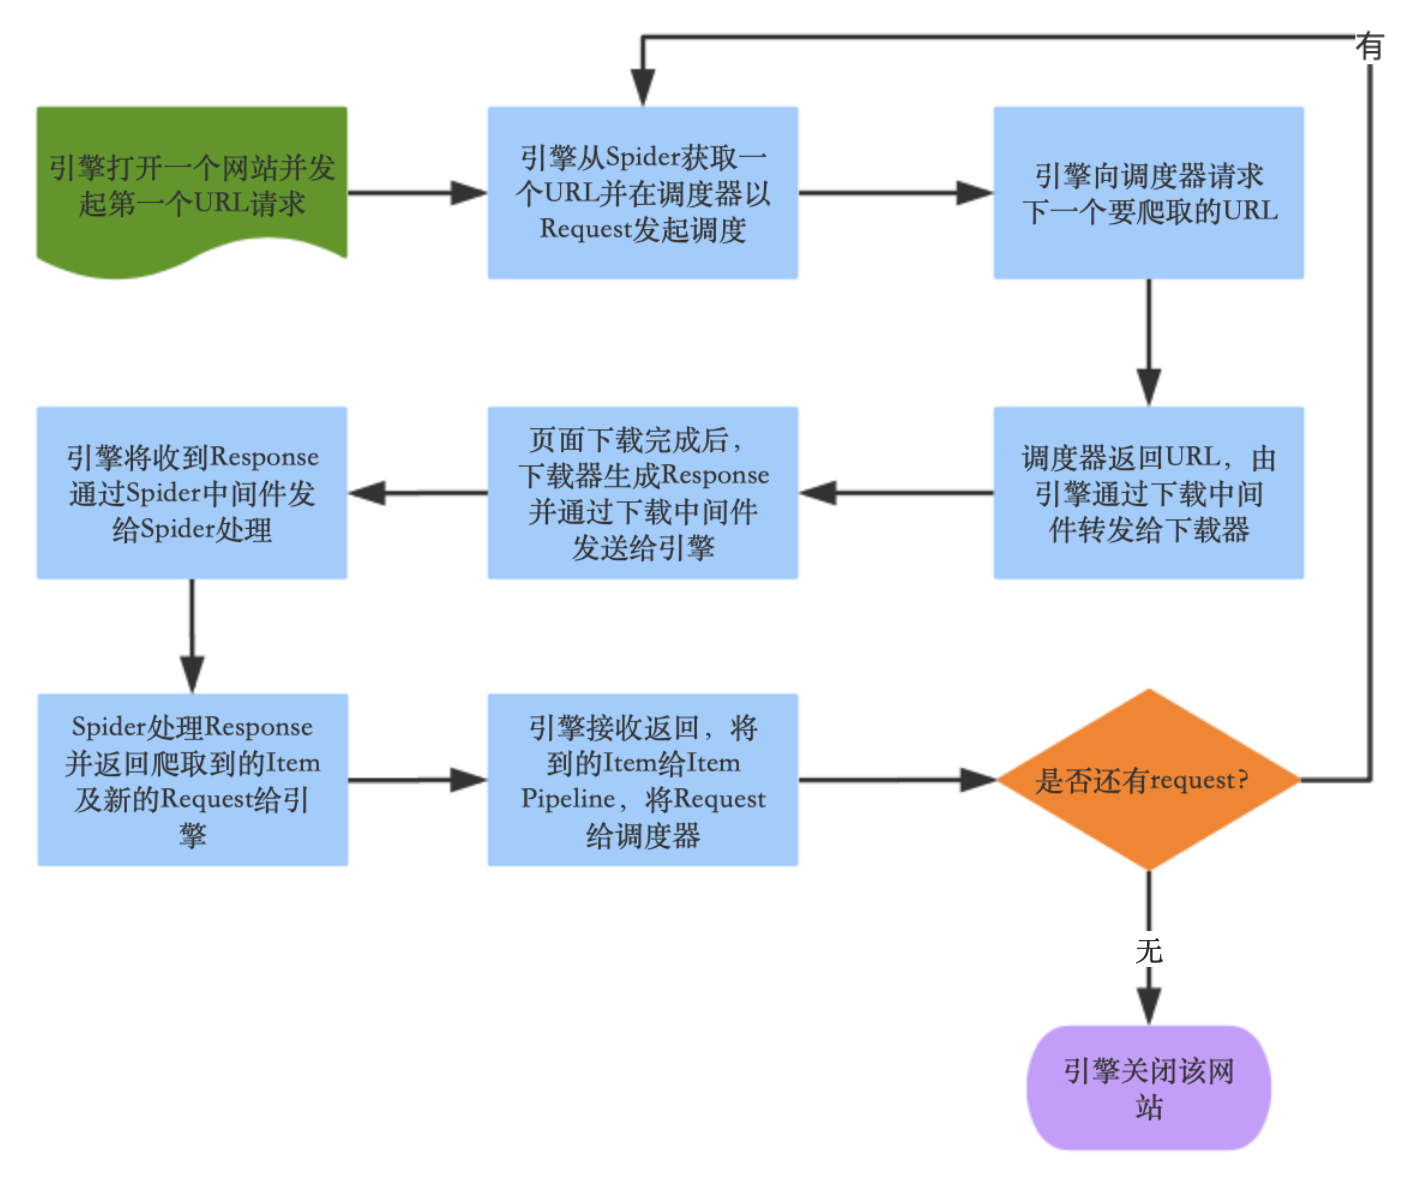 有
引擎打开一个网站并发
起第一个URL请求
引擎从Spider获取一
个URL并在调度器以
Request发起调度
引擎向调度器请求
下一个要爬取的URL
引擎将收到Response
通过Spider中间件发
给Spider处理
页面下载完成后，
下载器生成Response
并通过下载中间件
发送给引擎
调度器返回URL，由
引擎通过下载中间
件转发给下载器
Spider处理Response
并返回爬取到的Item
及新的Request给引
擎
引擎接收返回，将
到的Item给Item
Pipeline，将Request
给调度器
是否还有request?
无
引擎关闭该网
站